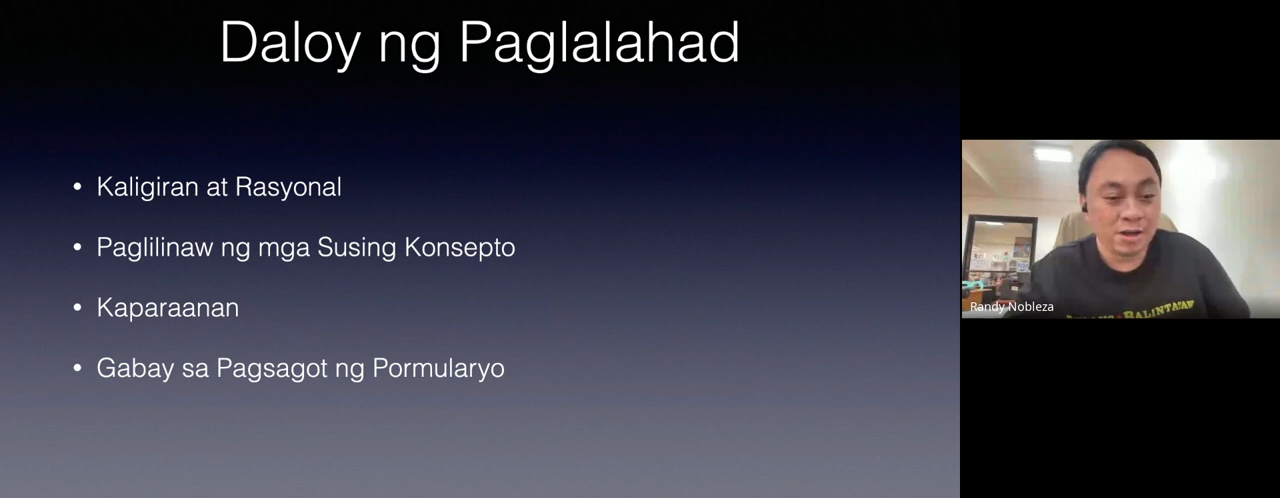 Daloy ng Paglalahad
• Kaligiran at Rasyonal
• Paglilinaw ng mga Susing Konsepto
• Kaparaanan
• Gabay sa Pagsagot ng Pormularyo
Randy Nobleza
BALINTAWAK